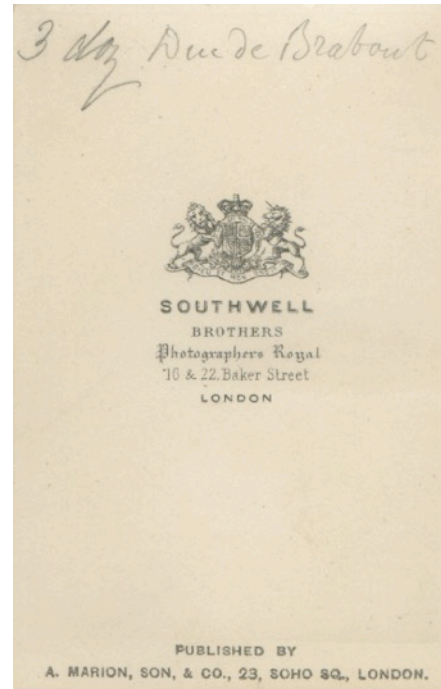 3 doz Duc de Brabant
SOUTHWELL
BROTHERS
Photographers Royal
16 & 22, Baker Street
LONDON
PUBLISHED BY
A. MARION, SON, & CO., 23, SOHO SQ., LONDON.